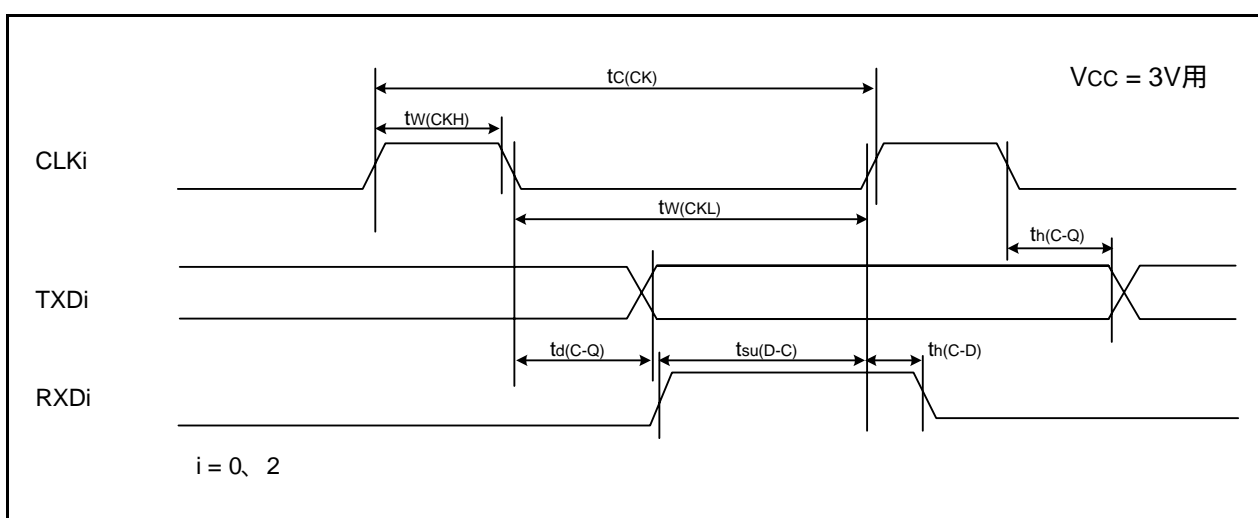 tC(CK)
VCC = 3V用
tW(CKH)
CLKi
tW(CKL)
th(C-Q)
TXDi
td(C-Q)
tsu(D-C)
th(C-D)
RXDi
i = 0、 2